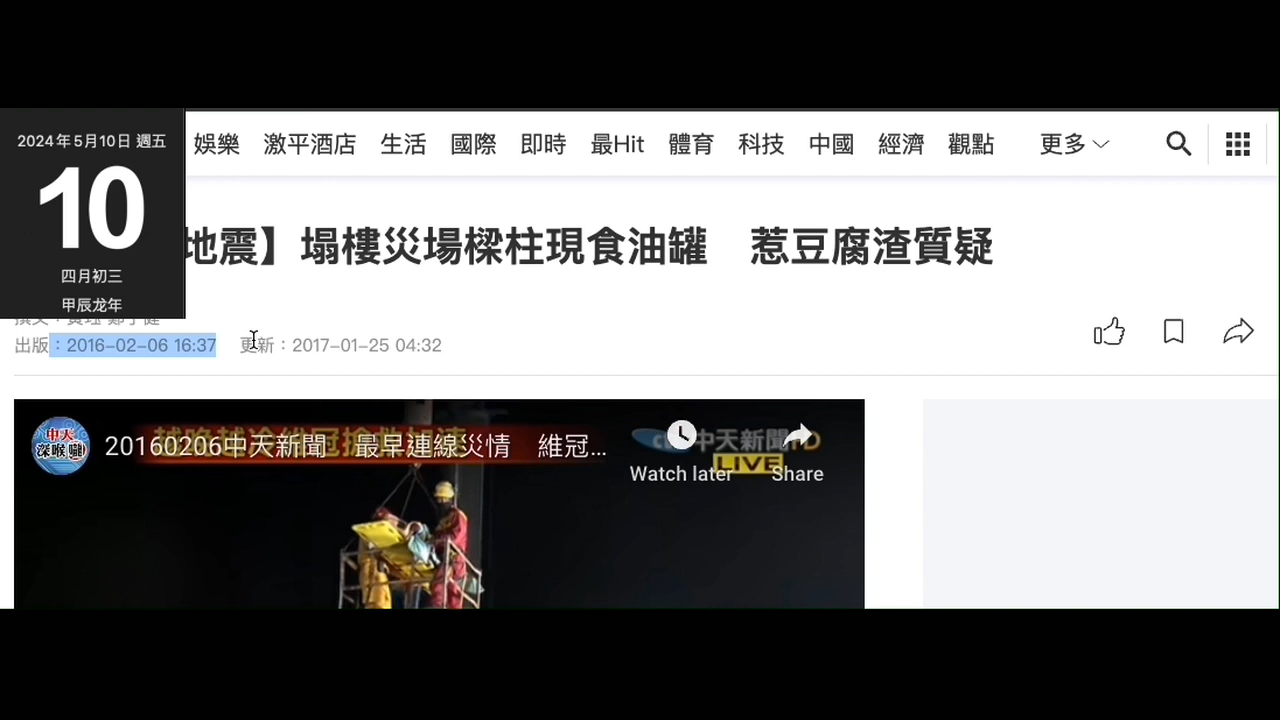 2024年5月10日 週五
10
四月初三
甲辰龙年
娛樂 激平酒店 生活 國際 即時 最Hit 體育 科技 中國 經濟 觀點 更多
地震】塌樓災場樑柱現食油罐 惹豆腐渣質疑
出版：2016-02-06 16:37 更新：2017-01-25 04:32
中天
深喉嚨
20160206中天新聞 最早連線災情 維冠...
中天新聞HD
LIVE
Watch later
Share